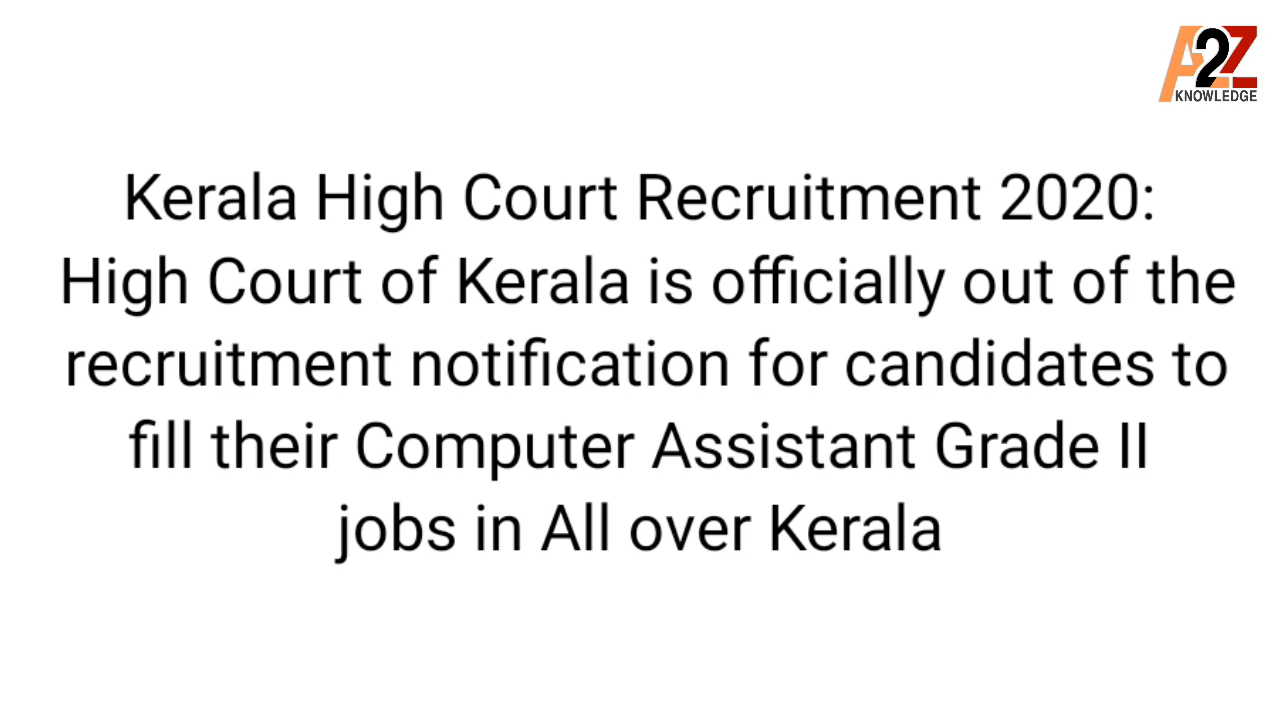 A2Z
KNOWLEDGE
Kerala High Court Recruitment 2020:
High Court of Kerala is officially out of the
recruitment notification for candidates to
fill their Computer Assistant Grade II
jobs in All over Kerala